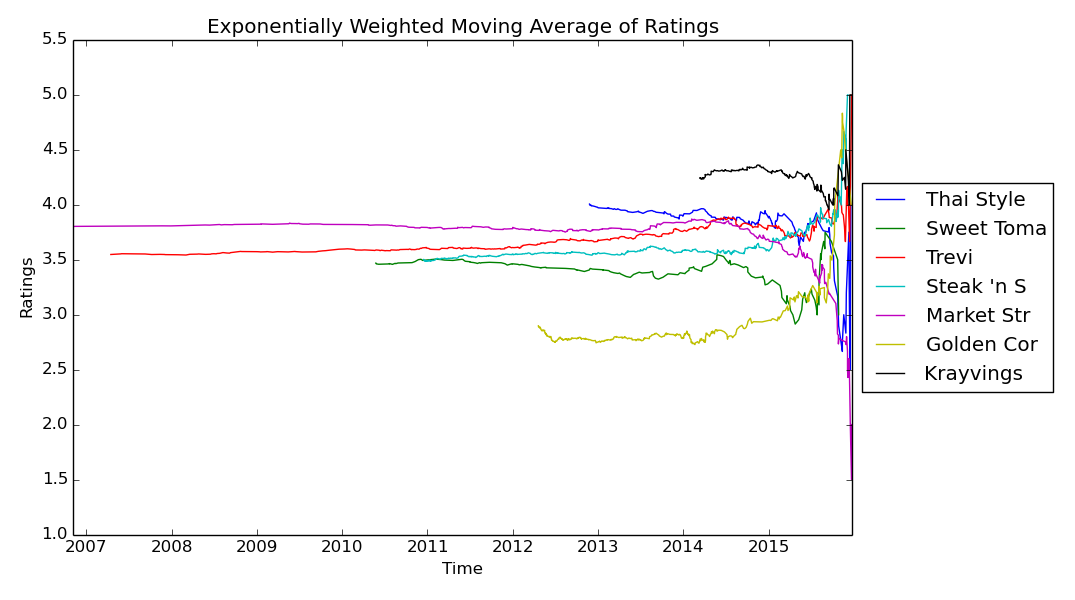 Exponentially Weighted Moving Average of Ratings
5.5
5.0
4.5
4.0
3.5
3.0
2.5
2.0
1.5
1.0
Ratings
2007 2008 2009 2010 2011 2012 2013 2014 2015
Time
Thai Style
Sweet Toma
Trevi
Steak 'n S
Market Str
Golden Cor
Krayvings